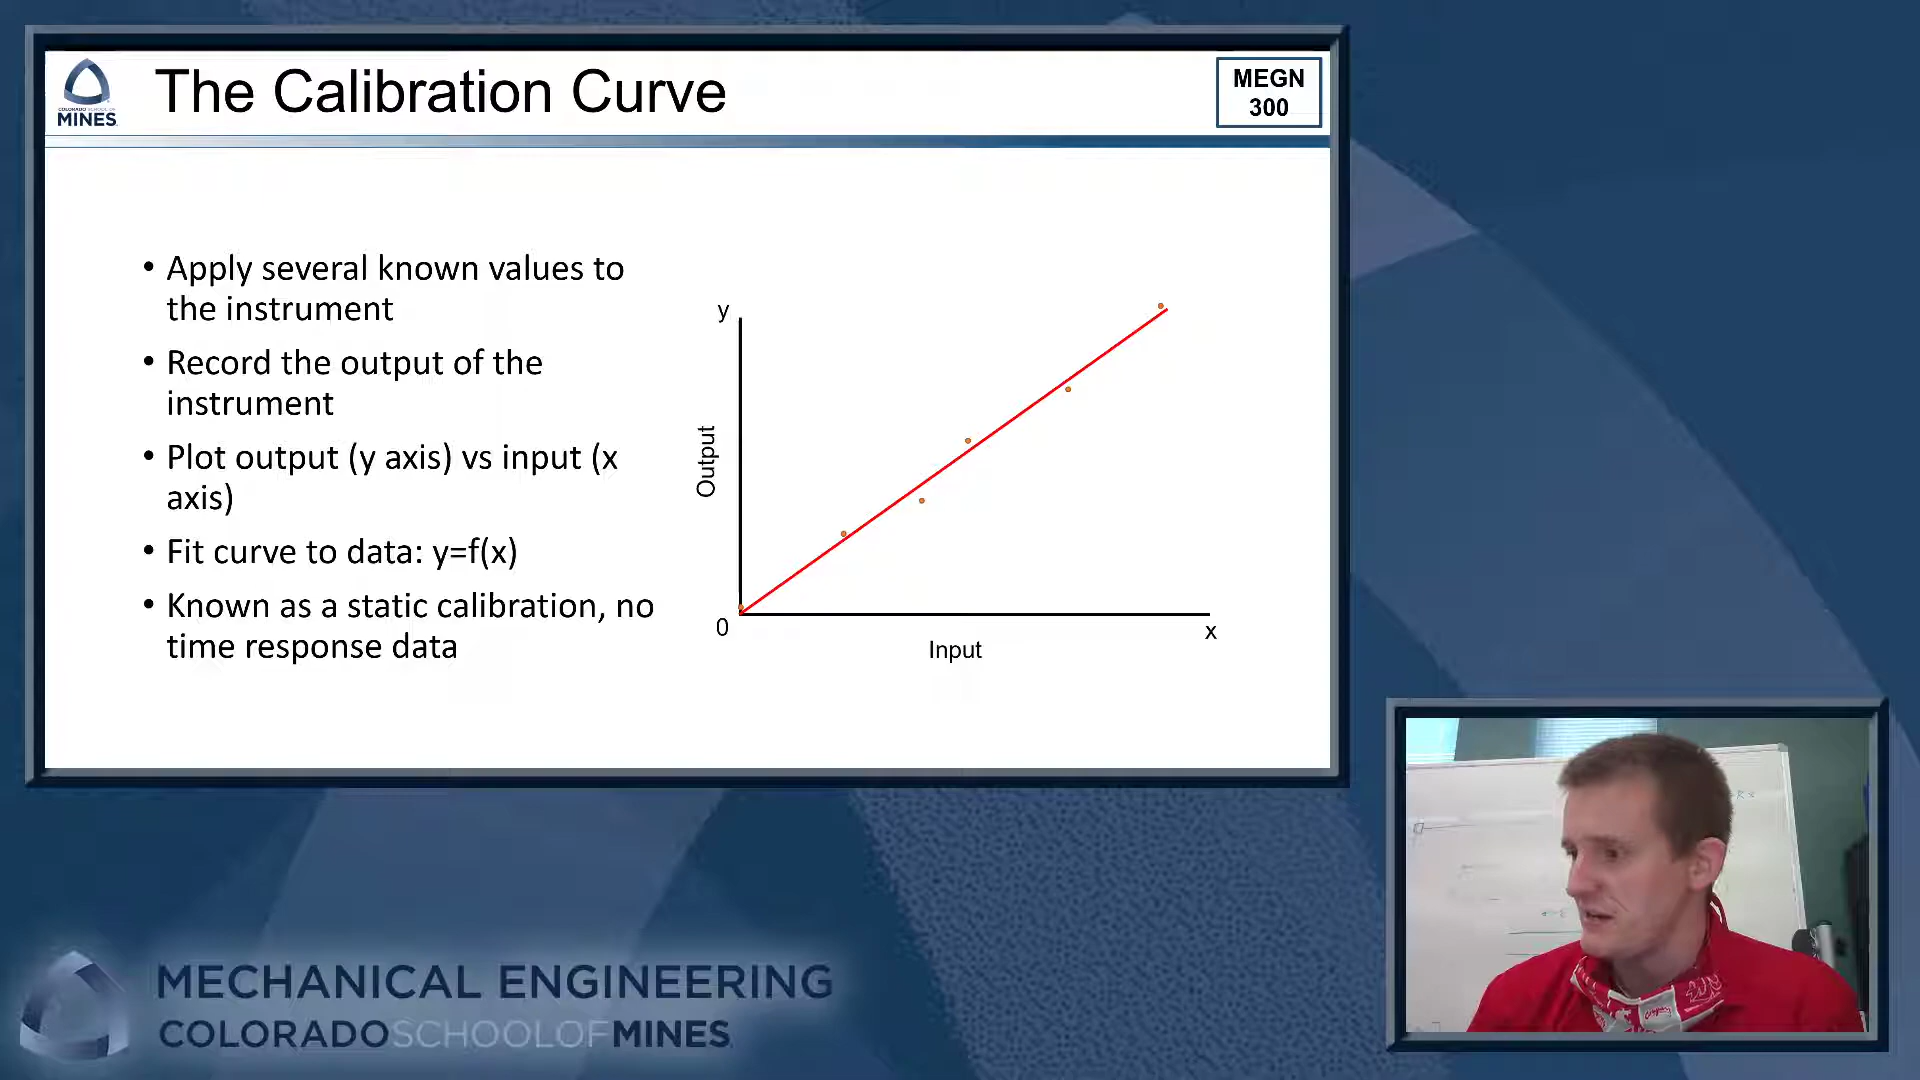 The Calibration Curve
MEGN
300
COLORADO SCHOOL OF
MINES
• Apply several known values to
the instrument
• Record the output of the
instrument
• Plot output (y axis) vs input (x
axis)
• Fit curve to data: y=f(x)
• Known as a static calibration, no
time response data
y
Output
0
x
Input
MECHANICAL ENGINEERING
COLORADOSCHOOLOFMINES